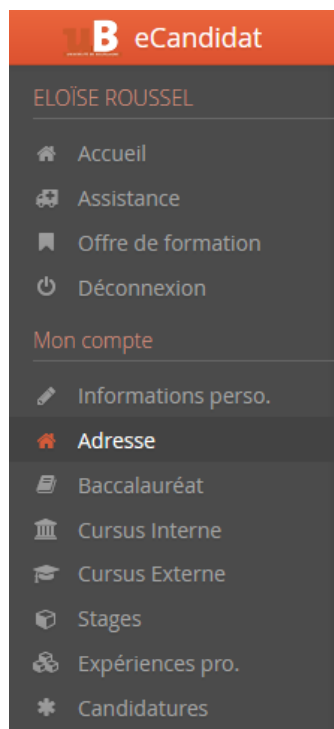 uB eCandidat
ELOÏSE ROUSSEL
Accueil
Assistance
Offre de formation
Déconnexion
Mon compte
Informations perso.
Adresse
Baccalauréat
Cursus Interne
Cursus Externe
Stages
Expériences pro.
Candidatures